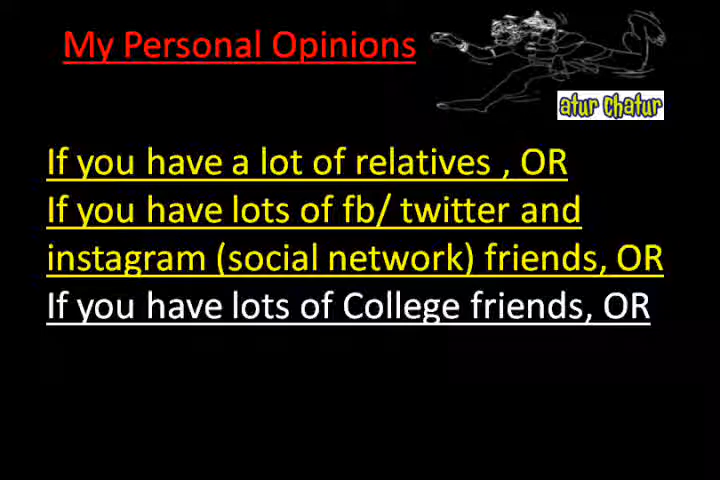 My Personal Opinions
atur chatur
If you have a lot of relatives , OR
If you have lots of fb/ twitter and
instagram (social network) friends, OR
If you have lots of College friends, OR